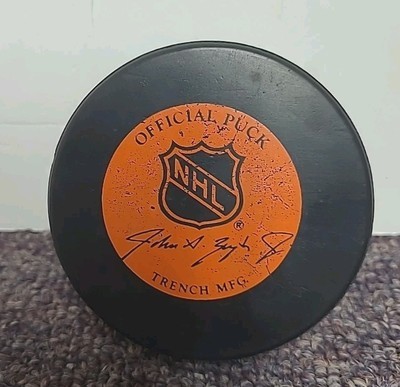 OFFICIAL PUCK
NHL
®
TRENCH MFG.